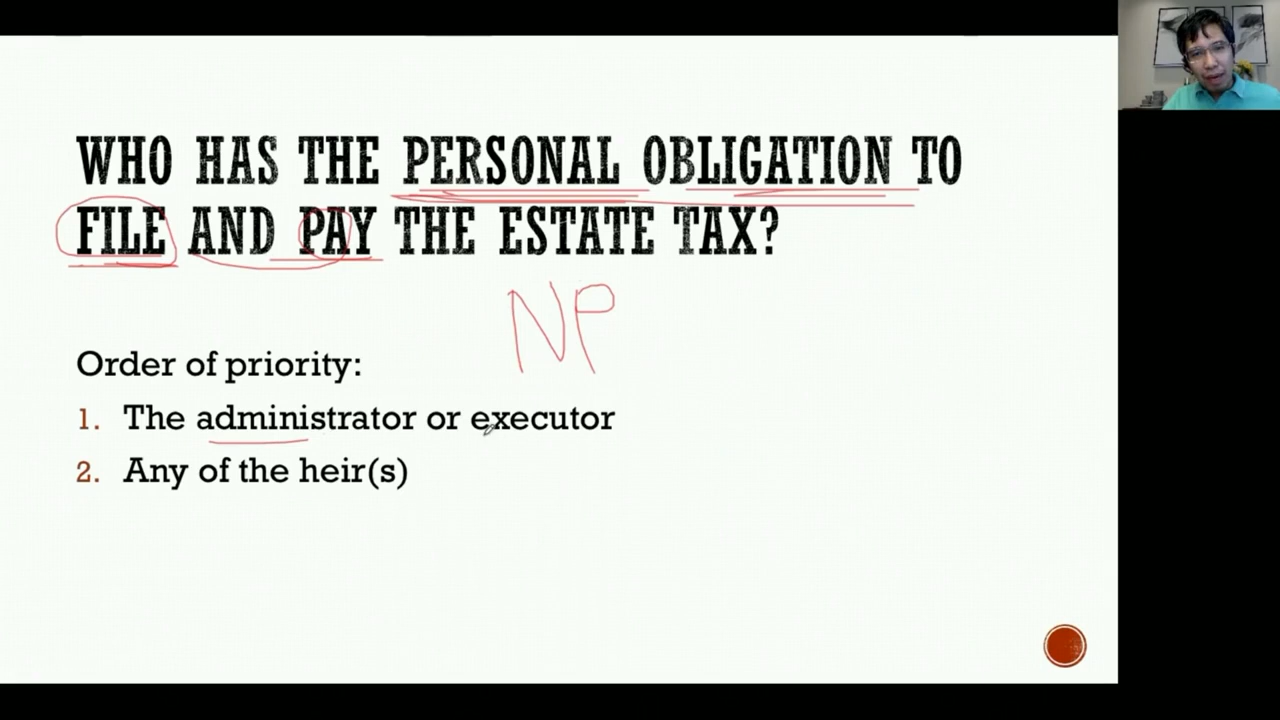 WHO HAS THE PERSONAL OBLIGATION TO
FILE AND PAY THE ESTATE TAX?
NP
Order of priority:
1. The administrator or executor
2. Any of the heir(s)